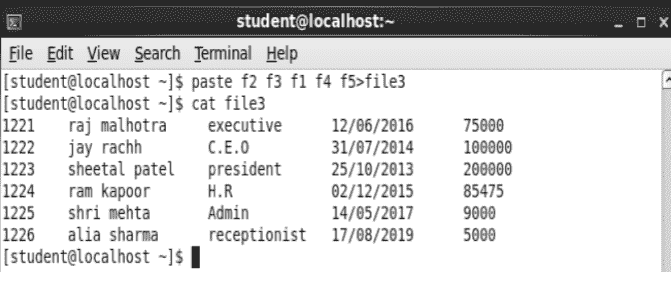 student@localhost:~
File Edit View Search Terminal Help
[student@localhost ~]$ paste f2 f3 f1 f4 f5>file3
[student@localhost ~]$ cat file3
1221 raj malhotra executive 12/06/2016 75000
1222 jay rachh C.E.O 31/07/2014 100000
1223 sheetal patel president 25/10/2013 200000
1224 ram kapoor H.R 02/12/2015 85475
1225 shri mehta Admin 14/05/2017 9000
1226 alia sharma receptionist 17/08/2019 5000
[student@localhost ~]$